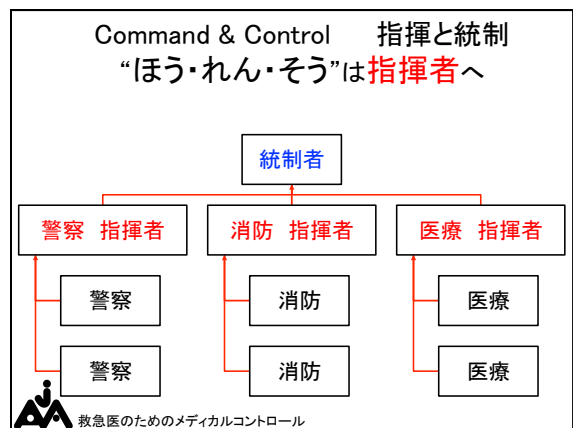 Command & Control　指揮と統制
“ほう・れん・そう”は指揮者へ
統制者
警察　指揮者
消防　指揮者
医療　指揮者
警察
消防
医療
警察
消防
医療
救急医のためのメディカルコントロール